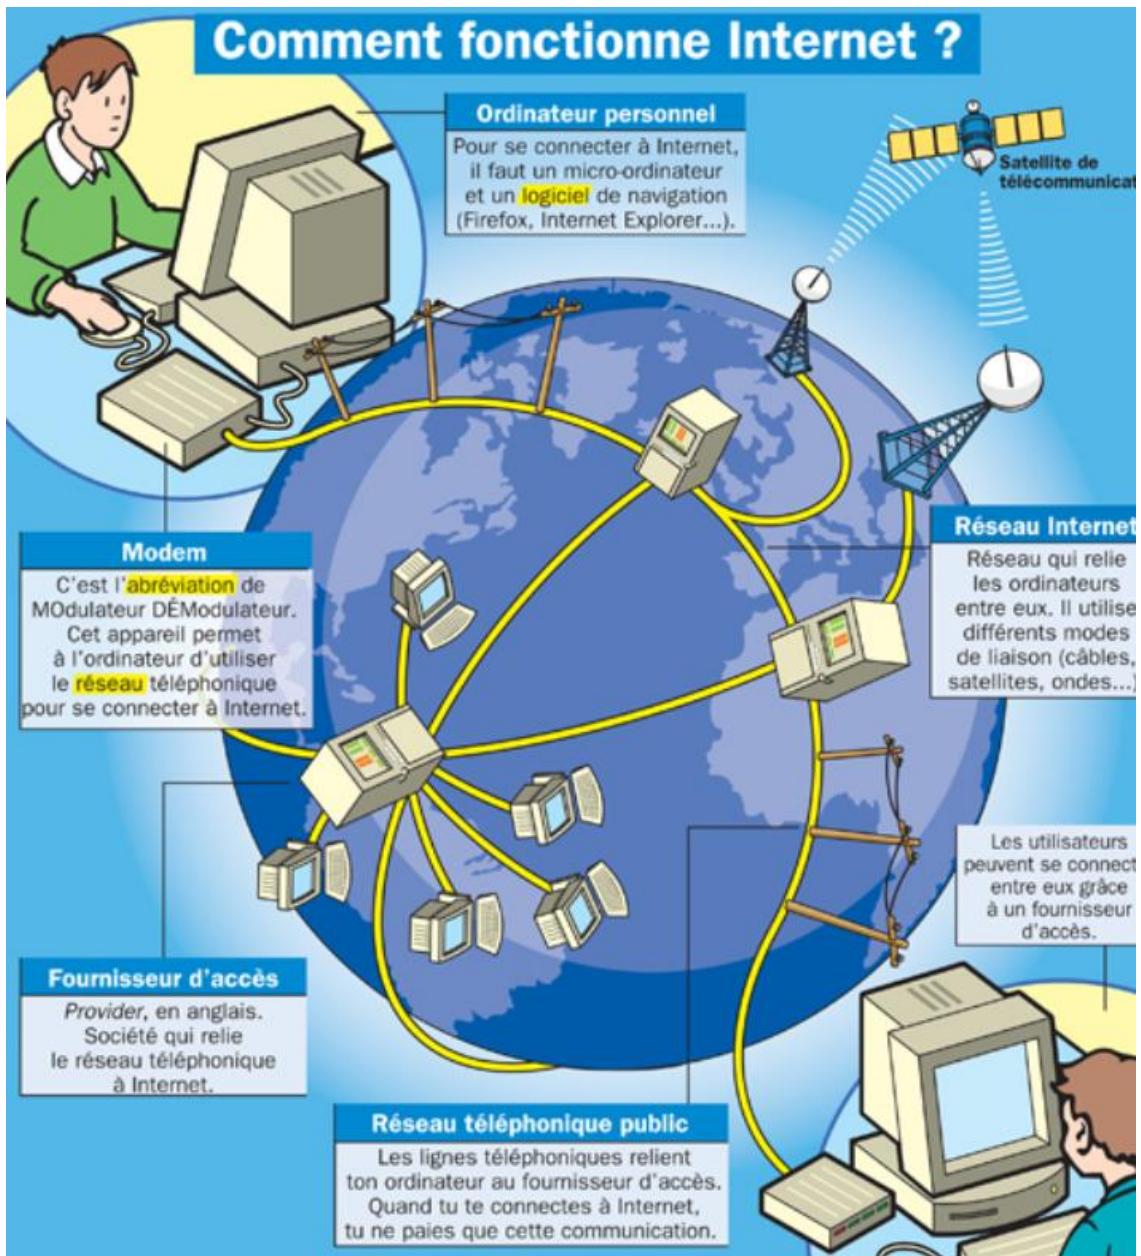 Comment fonctionne Internet ?
Ordinateur personnel
Pour se connecter à Internet,
il faut un micro-ordinateur
et un logiciel de navigation
(Firefox, Internet Explorer...).
Satellite de
télécommunicat
Modem
C'est l'abréviation de
MOdulateur DÉModulateur.
Cet appareil permet
à l'ordinateur d'utiliser
le réseau téléphonique
pour se connecter à Internet.
Réseau Internet
Réseau qui relie
les ordinateurs
entre eux. Il utilise
différents modes
de liaison (câbles,
satellites, ondes...)
Les utilisateurs
peuvent se connect
entre eux grâce
à un fournisseur
d'accès.
Fournisseur d'accès
Provider, en anglais.
Société qui relie
le réseau téléphonique
à Internet.
Réseau téléphonique public
Les lignes téléphoniques relient
ton ordinateur au fournisseur d'accès.
Quand tu te connectes à Internet,
tu ne paies que cette communication.